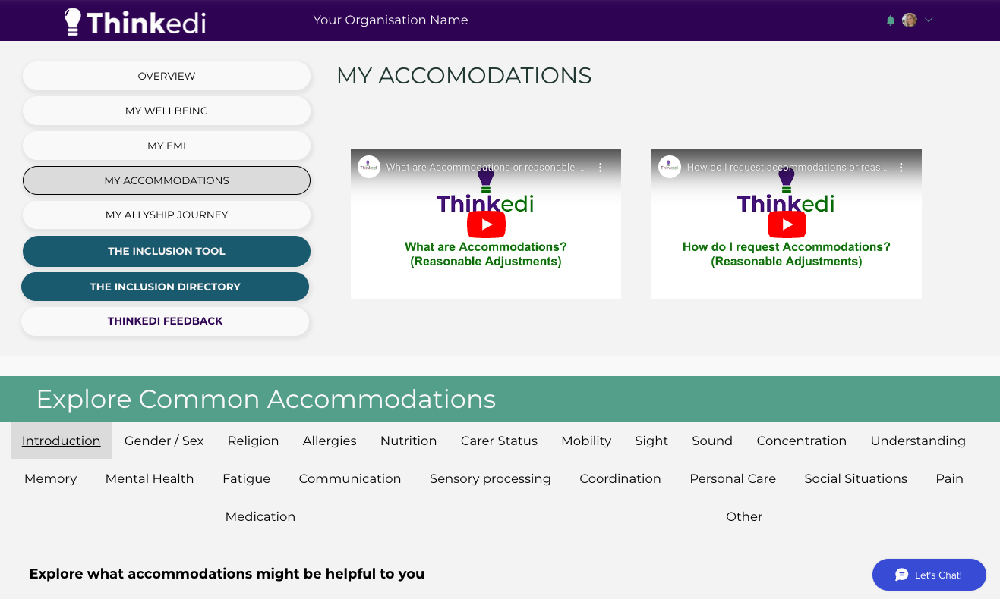 Thinkedi
Your Organisation Name
OVERVIEW
MY WELLBEING
MY EMI
MY ACCOMMODATIONS
MY ALLYSHIP JOURNEY
THE INCLUSION TOOL
THE INCLUSION DIRECTORY
THINKEDI FEEDBACK
MY ACCOMODATIONS
Thinkedi
What are Accommodations or reasonable ...
Thinkedi
What are Accommodations?
(Reasonable Adjustments)
Thinkedi
How do I request accommodations or reas...
Thinkedi
How do I request Accommodations?
(Reasonable Adjustments)
Explore Common Accommodations
Introduction Gender / Sex Religion Allergies Nutrition Carer Status Mobility Sight Sound Concentration Understanding
Memory Mental Health Fatigue Communication Sensory processing Coordination Personal Care Social Situations Pain
Medication Other
Explore what accommodations might be helpful to you
Let's Chat!